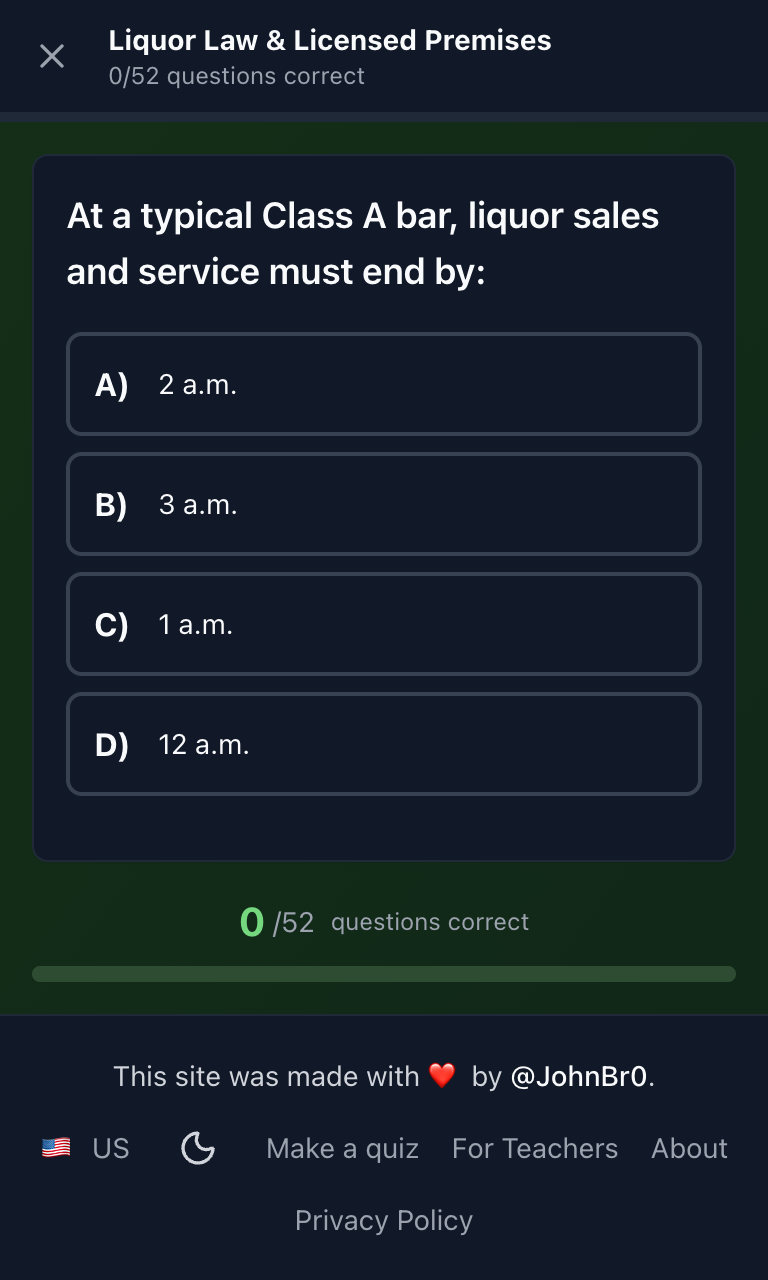 Liquor Law & Licensed Premises
0/52 questions correct
At a typical Class A bar, liquor sales
and service must end by:
A) 2 a.m.
B) 3 a.m.
C) 1 a.m.
D) 12 a.m.
0 /52 questions correct
This site was made with ❤️ by @JohnBr0.
🇺🇸 US Make a quiz For Teachers About
Privacy Policy